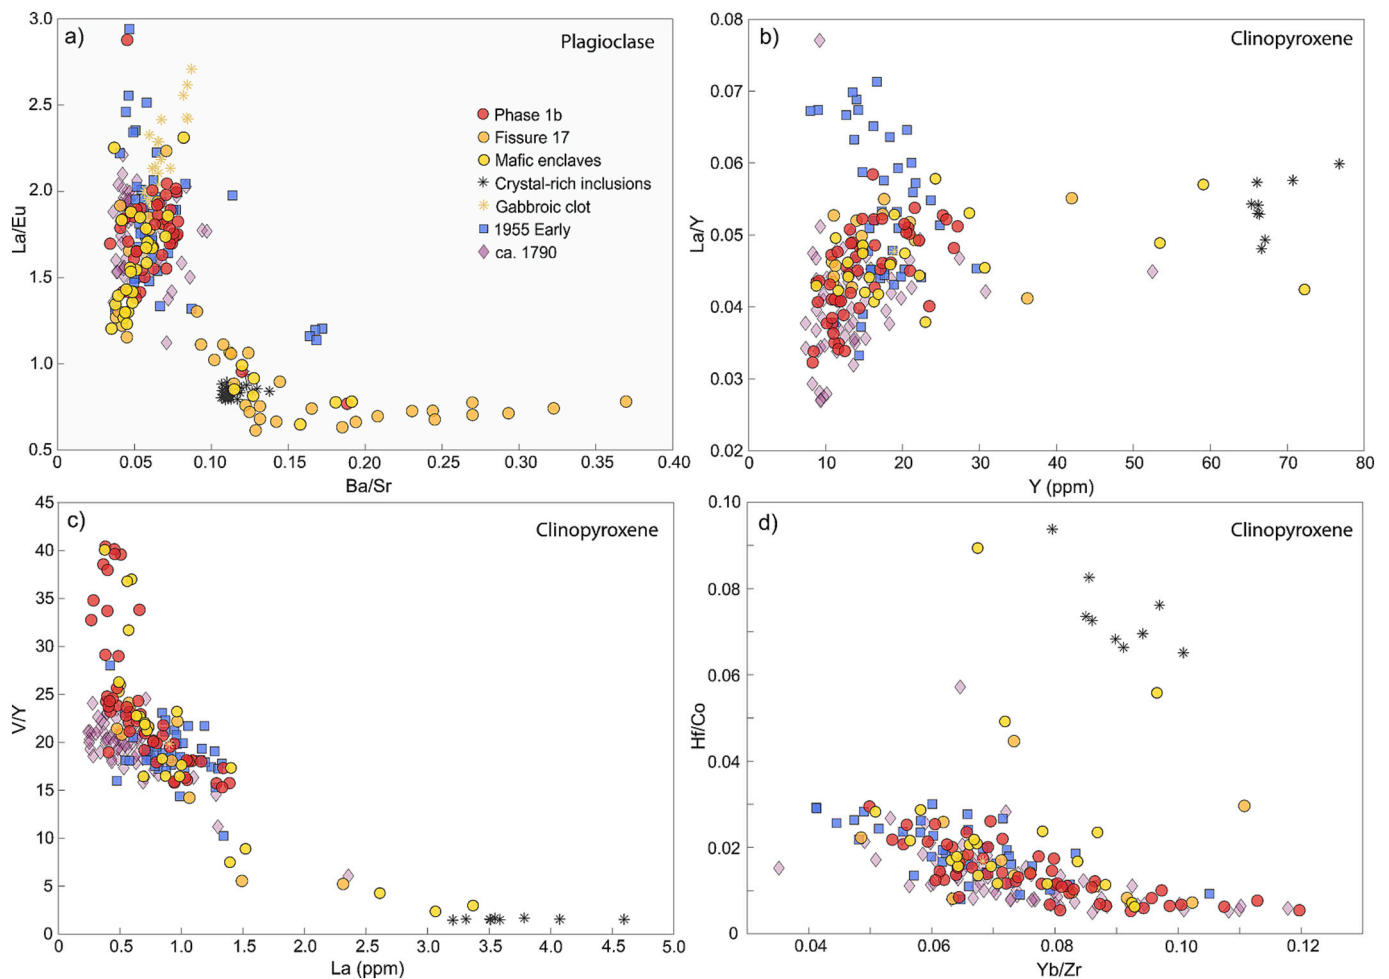 a)
Plagioclase
La/Eu
3.0
2.5
2.0
1.5
1.0
0.5
0
0.05
0.10
0.15
0.20
0.25
0.30
0.35
0.40
Ba/Sr
Phase 1b
Fissure 17
Mafic enclaves
Crystal-rich inclusions
Gabbroic clot
1955 Early
ca. 1790
b)
Clinopyroxene
La/Y
0.08
0.07
0.06
0.05
0.04
0.03
0.02
0
10
20
30
40
50
60
70
80
Y (ppm)
c)
Clinopyroxene
V/Y
45
40
35
30
25
20
15
10
5
0
0.5
1.0
1.5
2.0
2.5
3.0
3.5
4.0
4.5
5.0
La (ppm)
d)
Clinopyroxene
Hf/Co
0.10
0.08
0.06
0.04
0.02
0
0.04
0.06
0.08
0.10
0.12
Yb/Zr